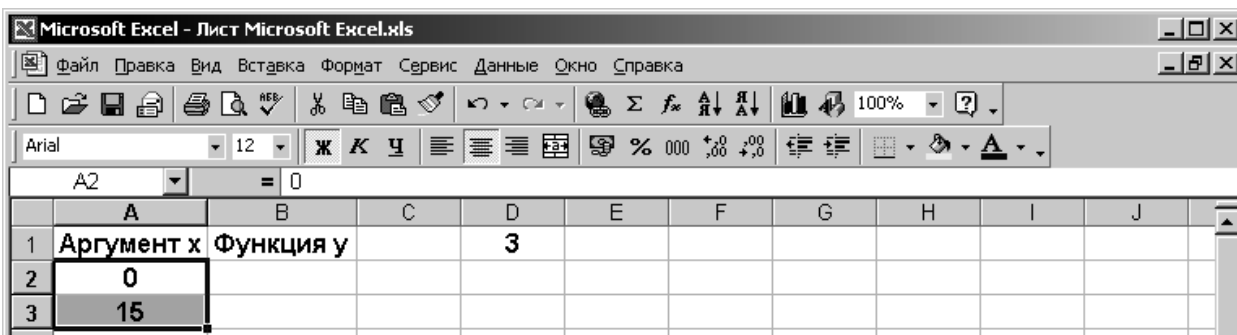 Microsoft Excel - Лист Microsoft Excel.xls
Файл Правка Вид Вставка Формат Сервис Данные Окно Справка
100%
Arial 12 Ж К Ч % 000
A2 = 0
A B C D E F G H I J
1 Аргумент x Функция y 3
2 0
3 15